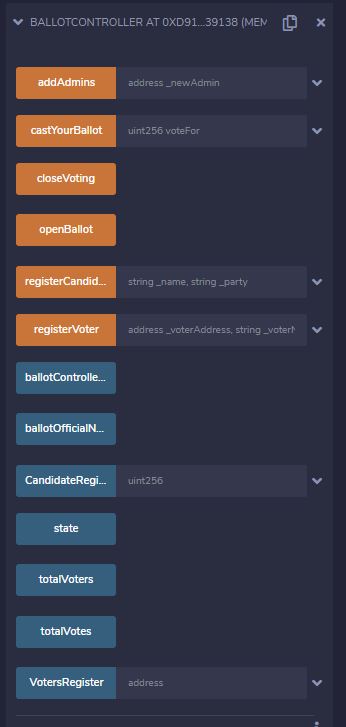 BALLOTCONTROLLER AT 0XD91...39138 (MEM
addAdmins address _newAdmin
castYourBallot uint256 voteFor
closeVoting
openBallot
registerCandid... string _name, string _party
registerVoter address _voterAddress, string _voterN
ballotControlle...
ballotOfficialN...
CandidateRegi... uint256
state
totalVoters
totalVotes
VotersRegister address